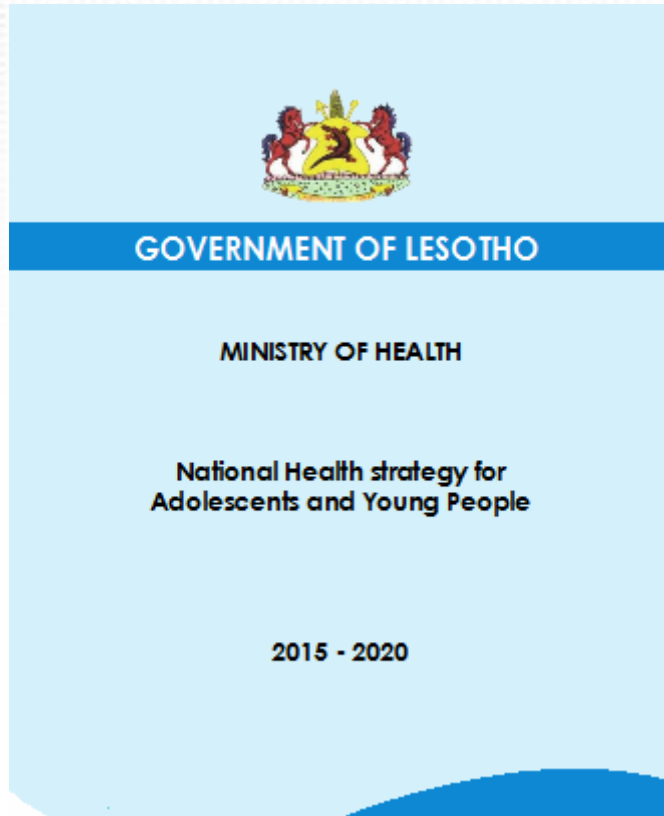 GOVERNMENT OF LESOTHO
MINISTRY OF HEALTH
National Health strategy for
Adolescents and Young People
2015 - 2020